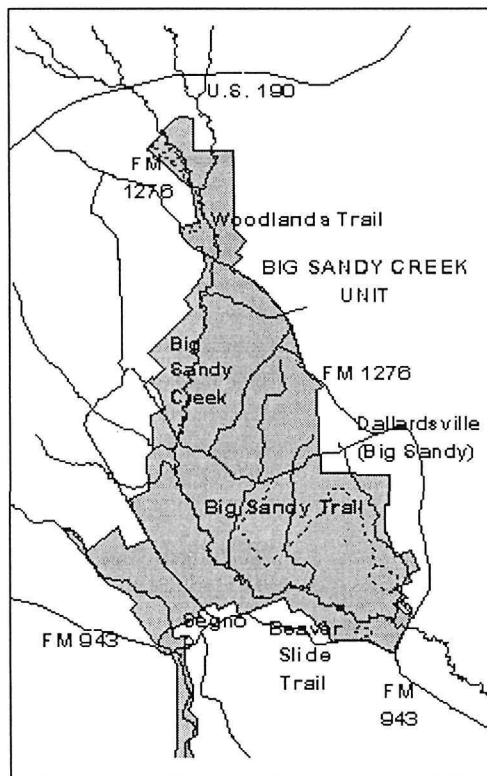 U.S. 190
FM
1276
Woodlands Trail
BIG SANDY CREEK
UNIT
Big
Sandy
Creek
FM 1276
Dallardsville
(Big Sandy)
Big Sandy Trail
Segno
FM 943
Beaver
Slide
Trail
FM
943